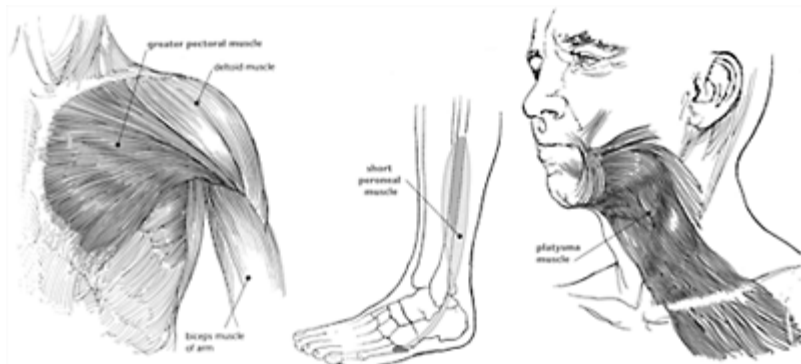 greater pectoral muscle
deltoid muscle
biceps muscle
of arm
short
peroneal
muscle
platysma
muscle